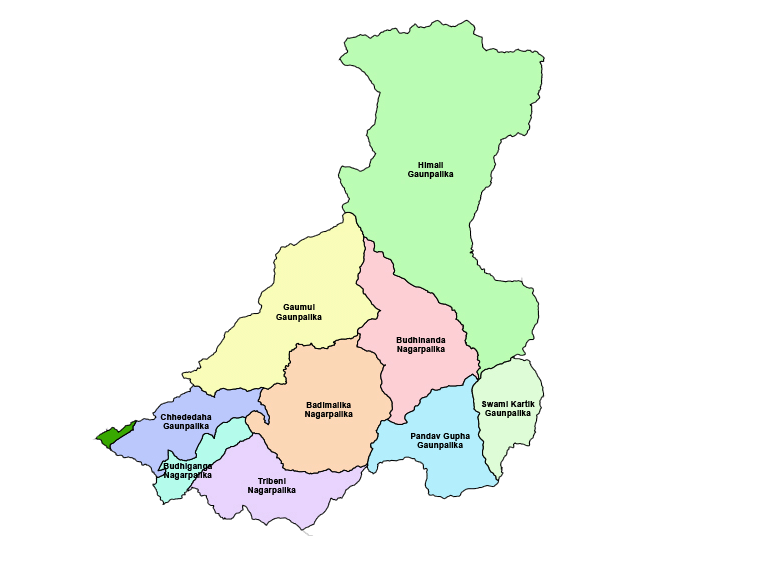 Himali
Gaunpalika
Gaumul
Gaunpalika
Budhinanda
Nagarpalika
Badimalika
Nagarpalika
Swami Kartik
Gaunpalika
Chhededaha
Gaunpalika
Pandav Gupha
Gaunpalika
Budhiganga
Nagarpalika
Tribeni
Nagarpalika